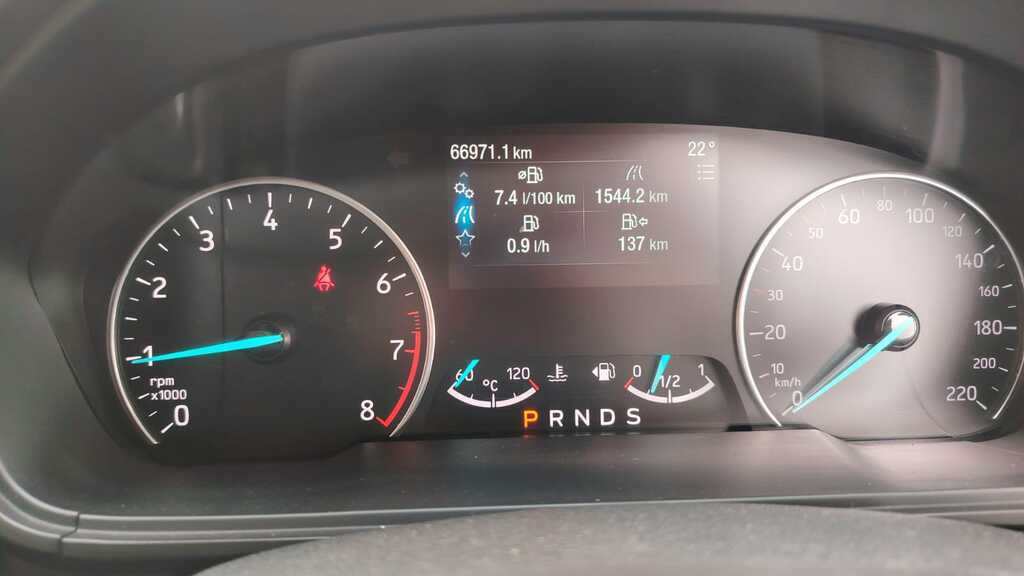 66971.1 km 22°
7.4 l/100 km 1544.2 km
0.9 l/h 137 km
0 1 2 3 4 5 6 7 8
rpm
x1000
60 °C 120
0 1/2 1
P R N D S
0 10 20 30 40 50 60 80 100 120 140 160 180 200 220
km/h